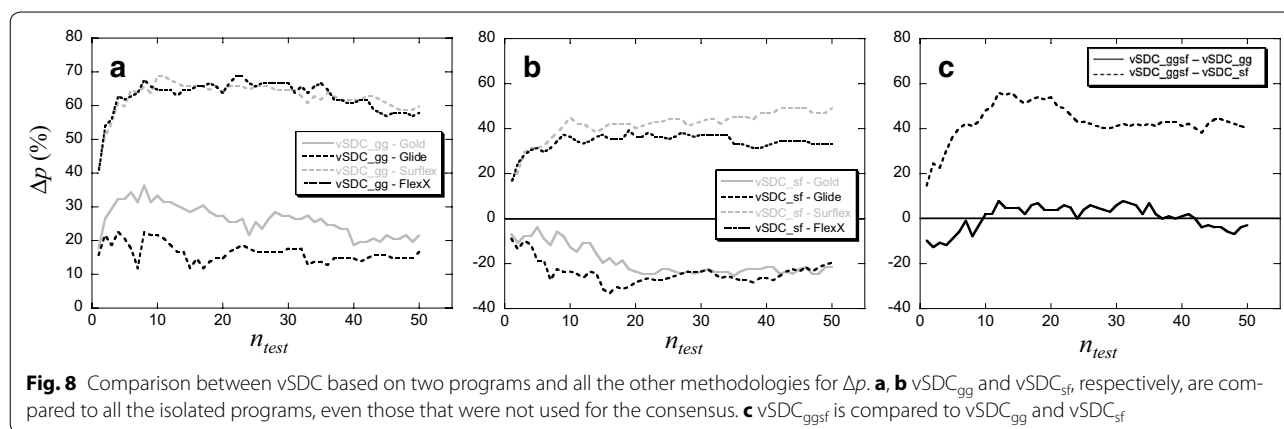 a
80
70
60
50
40
30
20
10
0
Δp (%)
vSDC_gg - Gold
vSDC_gg - Glide
vSDC_gg - Surflex
vSDC_gg - FlexX
0 10 20 30 40 50
n_test
b
80
60
40
20
0
-20
-40
vSDC_sf - Gold
vSDC_sf - Glide
vSDC_sf - Surflex
vSDC_sf - FlexX
0 10 20 30 40 50
n_test
c
80
60
40
20
0
-20
-40
vSDC_ggsf – vSDC_gg
vSDC_ggsf – vSDC_sf
0 10 20 30 40 50
n_test
Fig. 8 Comparison between vSDC based on two programs and all the other methodologies for Δp. a, b vSDCgg and vSDCsf, respectively, are com-
pared to all the isolated programs, even those that were not used for the consensus. c vSDCggsf is compared to vSDCgg and vSDCsf